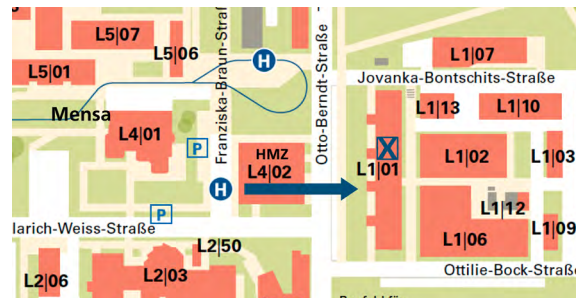 L5|07
L5|06
L5|01
Mensa
L4|01
P
P
Franziska-Braun-Straß
H
H
HMZ
L4|02
Otto-Berndt-Straße
L1|07
Jovanka-Bontschits-Straße
L1|13
L1|10
L1|01
L1|02
L1|03
L1|12
L1|06
L1|09
Ottilie-Bock-Straße
larich-Weiss-Straße
L2|50
L2|06
L2|03